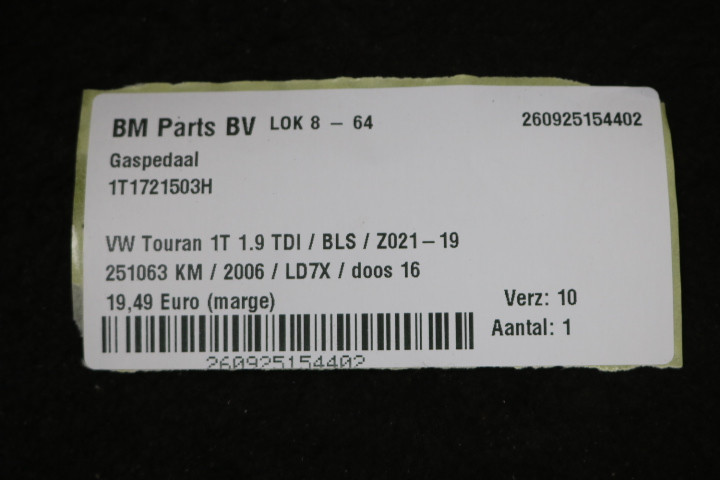 BM Parts BV LOK 8 – 64 260925154402
Gaspedaal
1T1721503H
VW Touran 1T 1.9 TDI / BLS / Z021–19
251063 KM / 2006 / LD7X / doos 16
19,49 Euro (marge) Verz: 10
Aantal: 1
260925154402